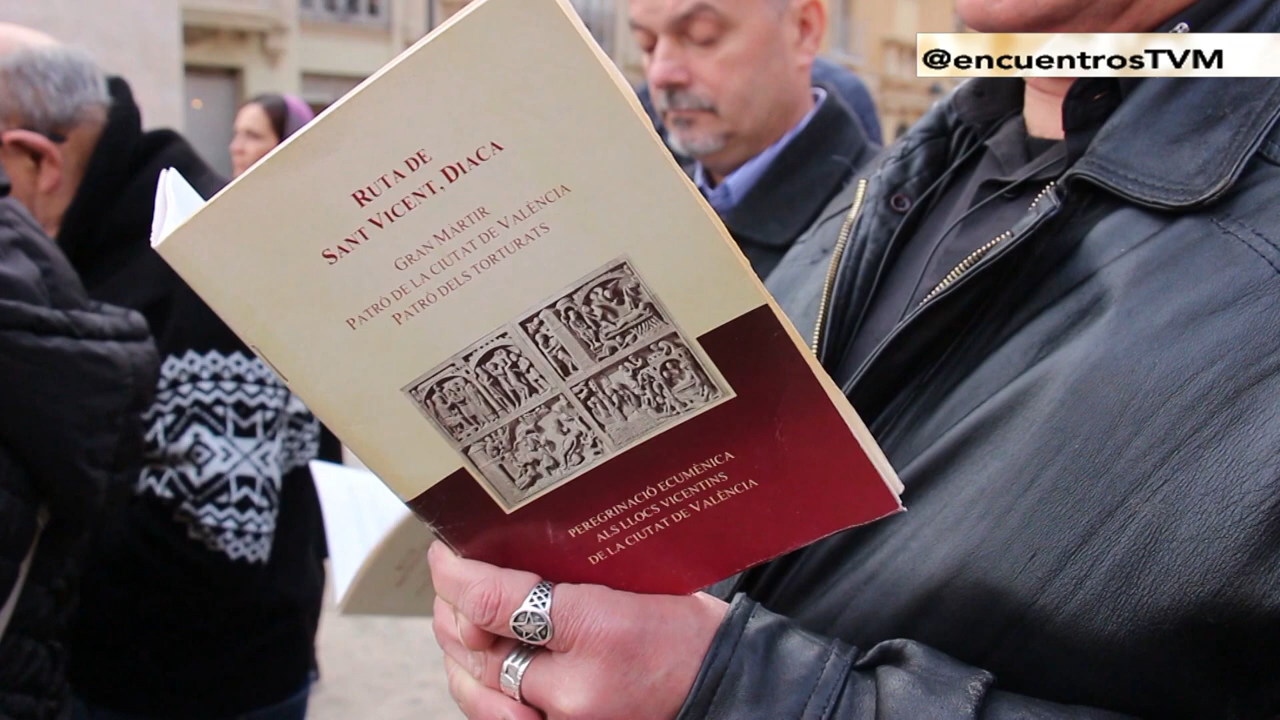 @encuentrosTVM
RUTA DE
SANT VICENT, DIACA
GRAN MÀRTIR
PATRÓ DE LA CIUTAT DE VALÈNCIA
PATRÓ DELS TORTURATS
PEREGRINACIÓ ECUMÈNICA
ALS LLOCS VICENTINS
DE LA CIUTAT DE VALÈNCIA